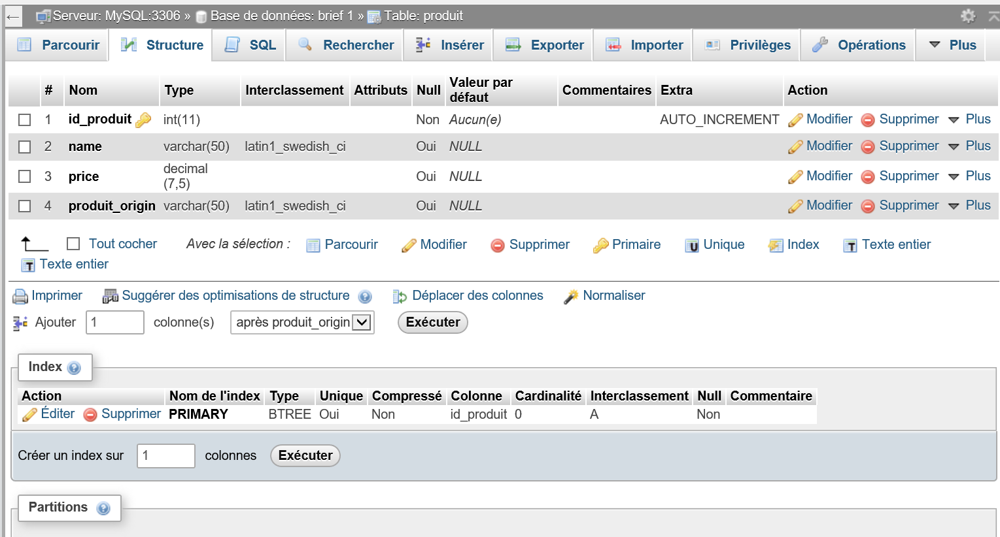 Serveur: MySQL:3306 » Base de données: brief 1 » Table: produit
Parcourir Structure SQL Rechercher Insérer Exporter Importer Privilèges Opérations Plus
# Nom Type Interclassement Attributs Null Valeur par défaut Commentaires Extra Action
1 id_produit int(11) Non Aucun(e) AUTO_INCREMENT Modifier Supprimer Plus
2 name varchar(50) latin1_swedish_ci Oui NULL Modifier Supprimer Plus
3 price decimal (7,5) Oui NULL Modifier Supprimer Plus
4 produit_origin varchar(50) latin1_swedish_ci Oui NULL Modifier Supprimer Plus
Tout cocher Avec la sélection : Parcourir Modifier Supprimer Primaire Unique Index Texte entier
Texte entier
Imprimer Suggérer des optimisations de structure Déplacer des colonnes Normaliser
Ajouter 1 colonne(s) après produit_origin Exécuter
Index
Action Nom de l'index Type Unique Compressé Colonne Cardinalité Interclassement Null Commentaire
Éditer Supprimer PRIMARY BTREE Oui Non id_produit 0 A Non
Créer un index sur 1 colonnes Exécuter
Partitions